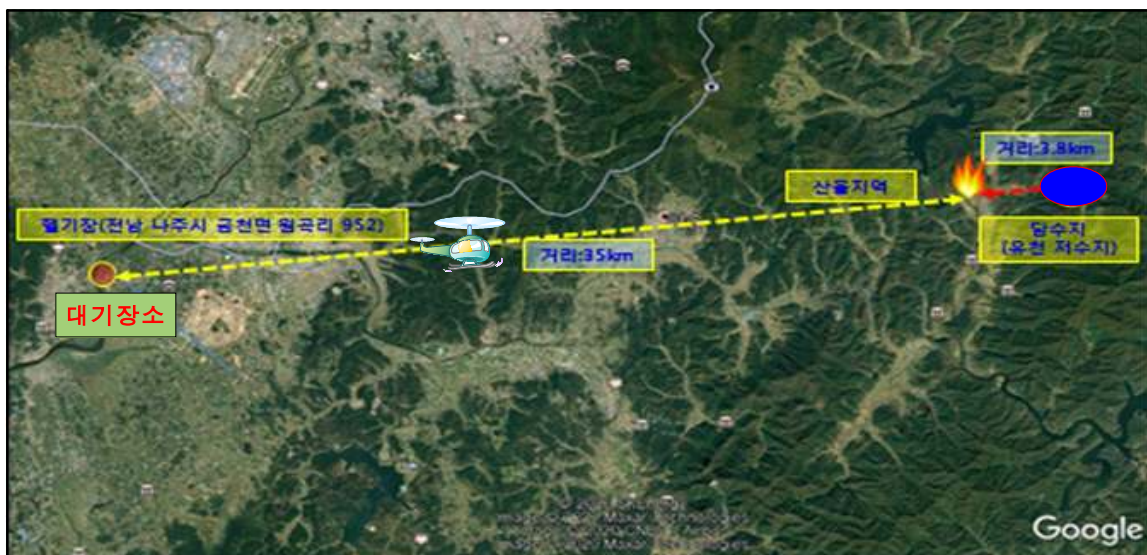 거리:3.8km
산불지역
헬기장(전남 나주시 금천면 원곡리 952)
담수지
(유천 저수지)
거리:35km
대기장소
Google